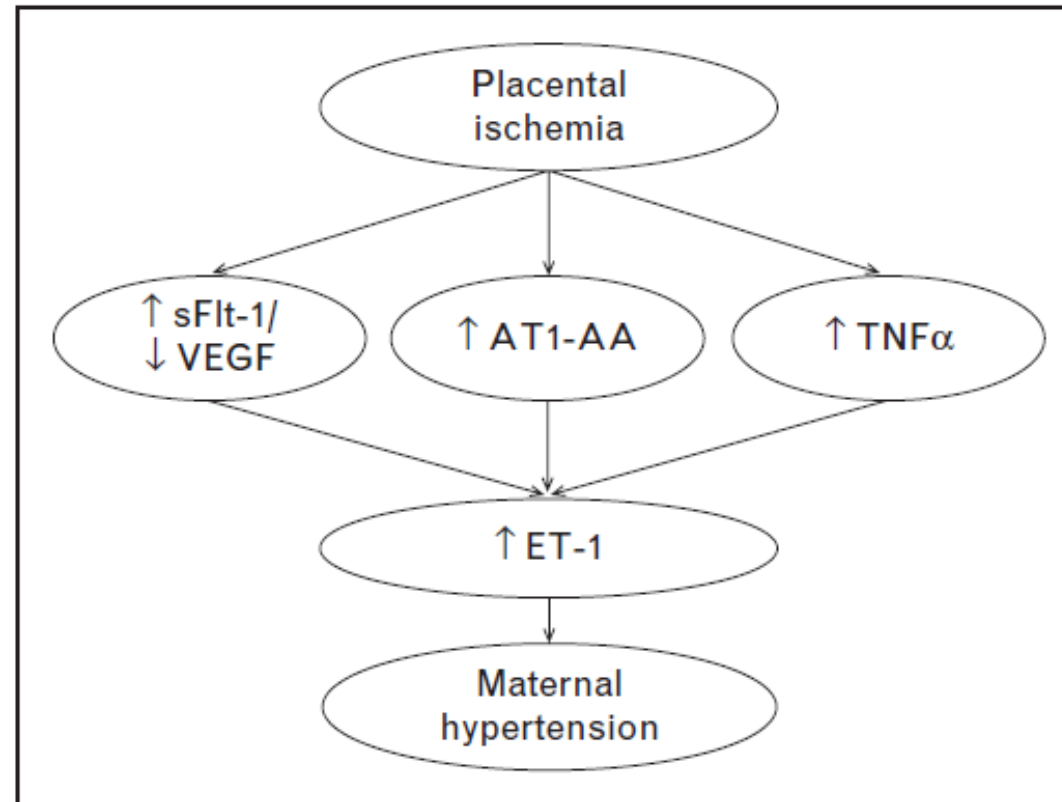 Placental
ischemia
↑ sFlt-1/
↓ VEGF
↑ AT1-AA
↑ TNFα
↑ ET-1
Maternal
hypertension